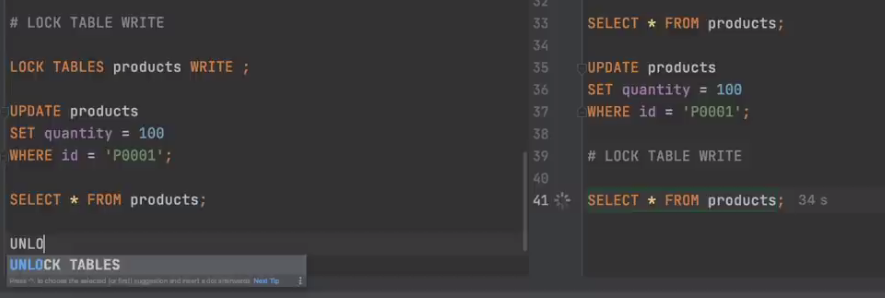 # LOCK TABLE WRITE
LOCK TABLES products WRITE ;
UPDATE products
SET quantity = 100
WHERE id = 'P0001';
SELECT * FROM products;
UNLO
UNLOCK TABLES
Press ^. to choose the selected (or first) suggestion and insert a dot afterwards Next Tip
32
33 SELECT * FROM products;
34
35 UPDATE products
36 SET quantity = 100
37 WHERE id = 'P0001';
38
39 # LOCK TABLE WRITE
40
41 SELECT * FROM products; 34 s